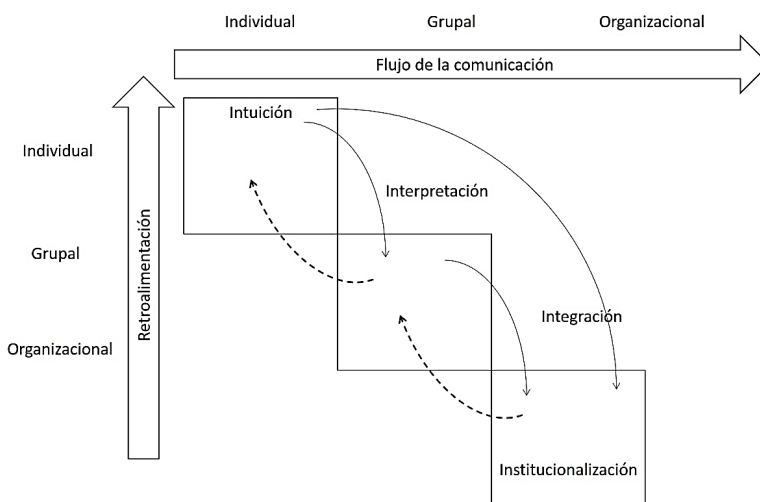 Individual
Grupal
Organizacional
Flujo de la comunicación
Intuición
Individual
Interpretación
Retroalimentación
Grupal
Integración
Organizacional
Institucionalización